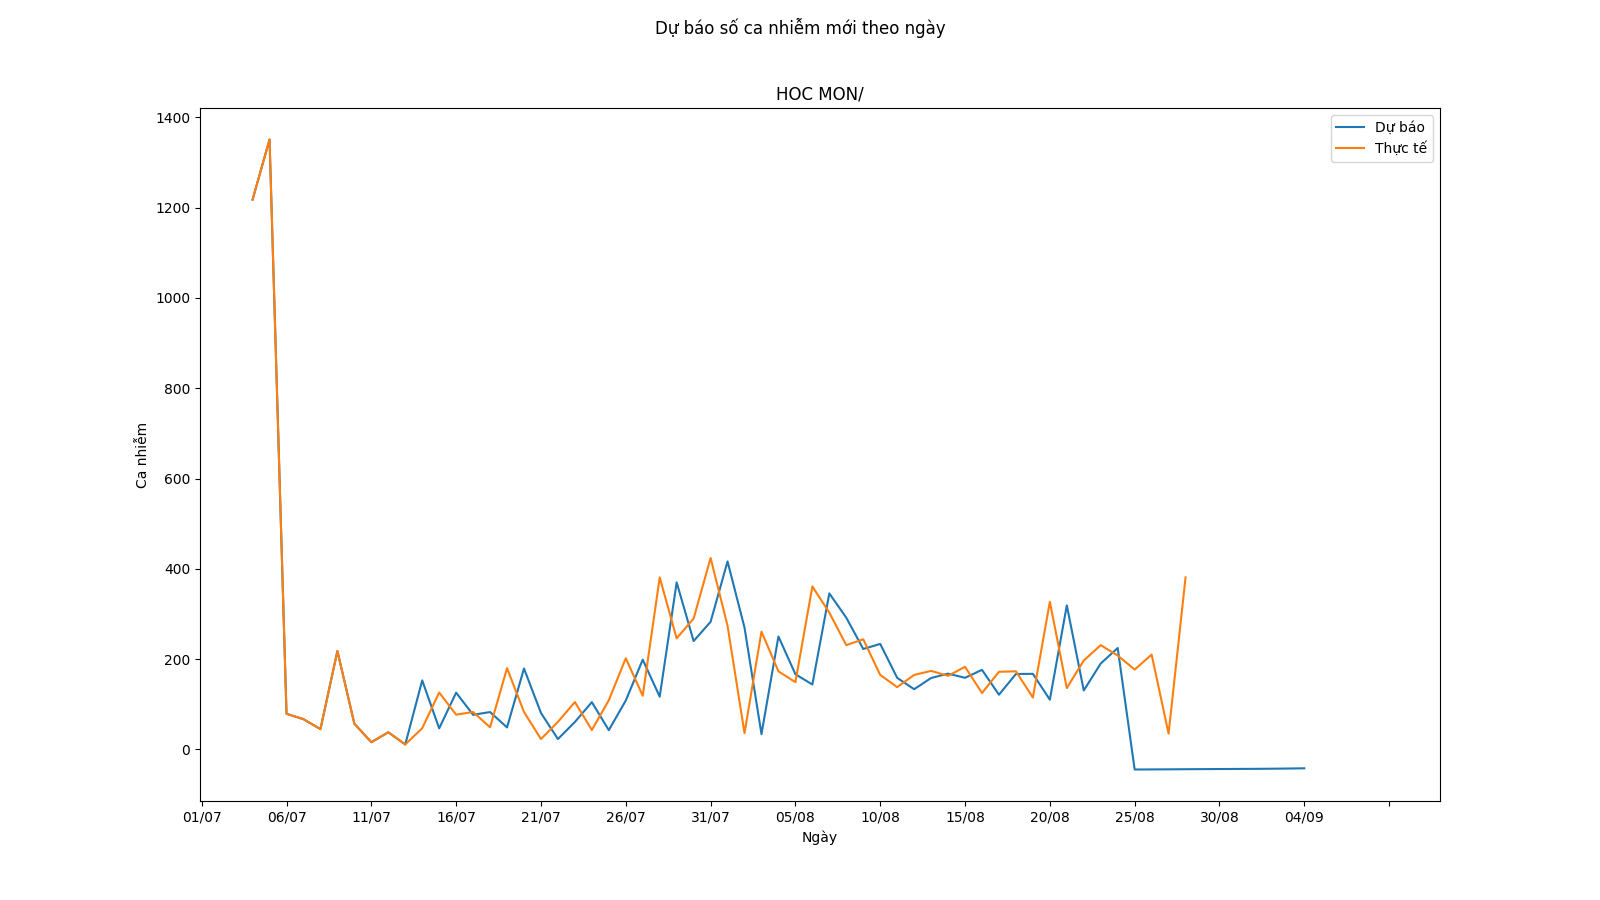 Dự báo số ca nhiễm mới theo ngày
HOC MON/
1400
1200
1000
800
600
400
200
0
Ca nhiễm
Dự báo
Thực tế
01/07 06/07 11/07 16/07 21/07 26/07 31/07 05/08 10/08 15/08 20/08 25/08 30/08 04/09
Ngày